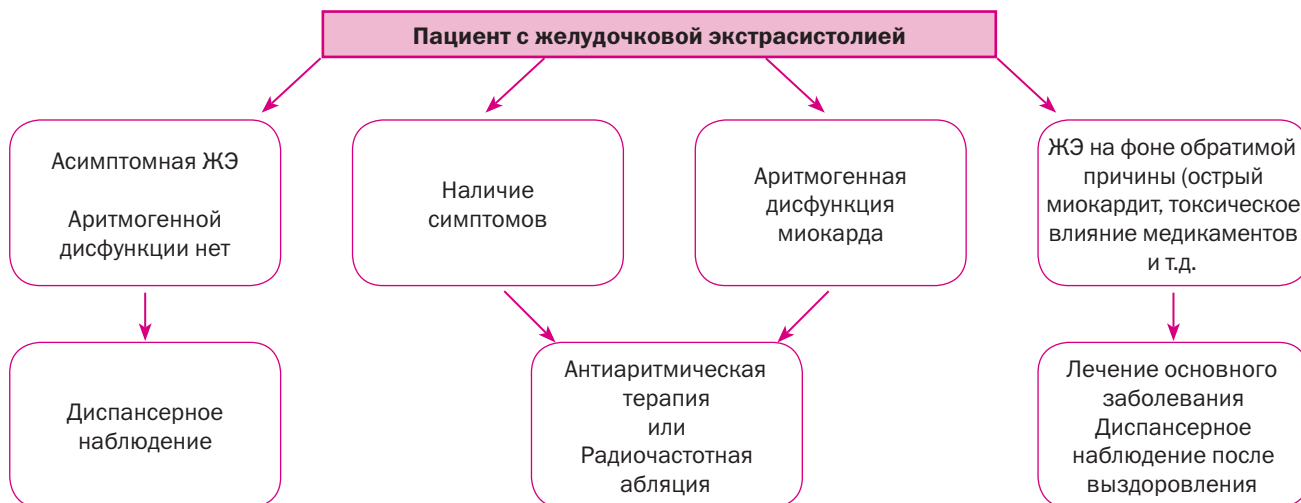 Пациент с желудочковой экстрасистолией
Асимптомная ЖЭ
Аритмогенной
дисфункции нет
Наличие
симптомов
Аритмогенная
дисфункция
миокарда
ЖЭ на фоне обратимой
причины (острый
миокардит, токсическое
влияние медикаментов
и т.д.
Диспансерное
наблюдение
Антиаритмическая
терапия
или
Радиочастотная
абляция
Лечение основного
заболевания
Диспансерное
наблюдение после
выздоровления